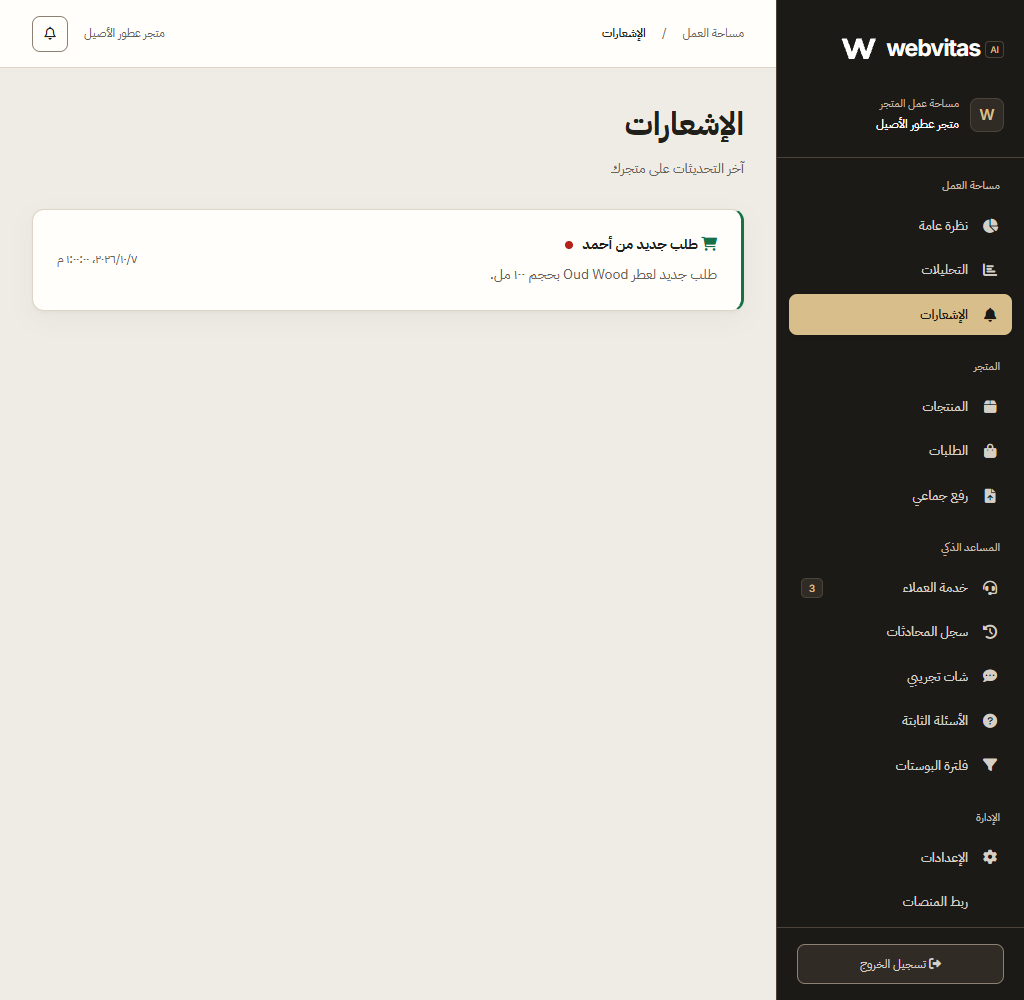 webvitas AI
W
مساحة عمل المتجر
متجر عطور الأصيل
مساحة العمل
نظرة عامة
التحليلات
الإشعارات
المتجر
المنتجات
الطلبات
رفع جماعي
المساعد الذكي
خدمة العملاء 3
سجل المحادثات
شات تجريبي
الأسئلة الثابتة
فلترة البوستات
الإدارة
الإعدادات
ربط المنصات
تسجيل الخروج
مساحة العمل / الإشعارات
متجر عطور الأصيل
الإشعارات
آخر التحديثات على متجرك
طلب جديد من أحمد
طلب جديد لعطر Oud Wood بحجم ١٠٠ مل.
٧‏/١٠‏/٢٠٢٦، ١:٠٠:٠٠ م